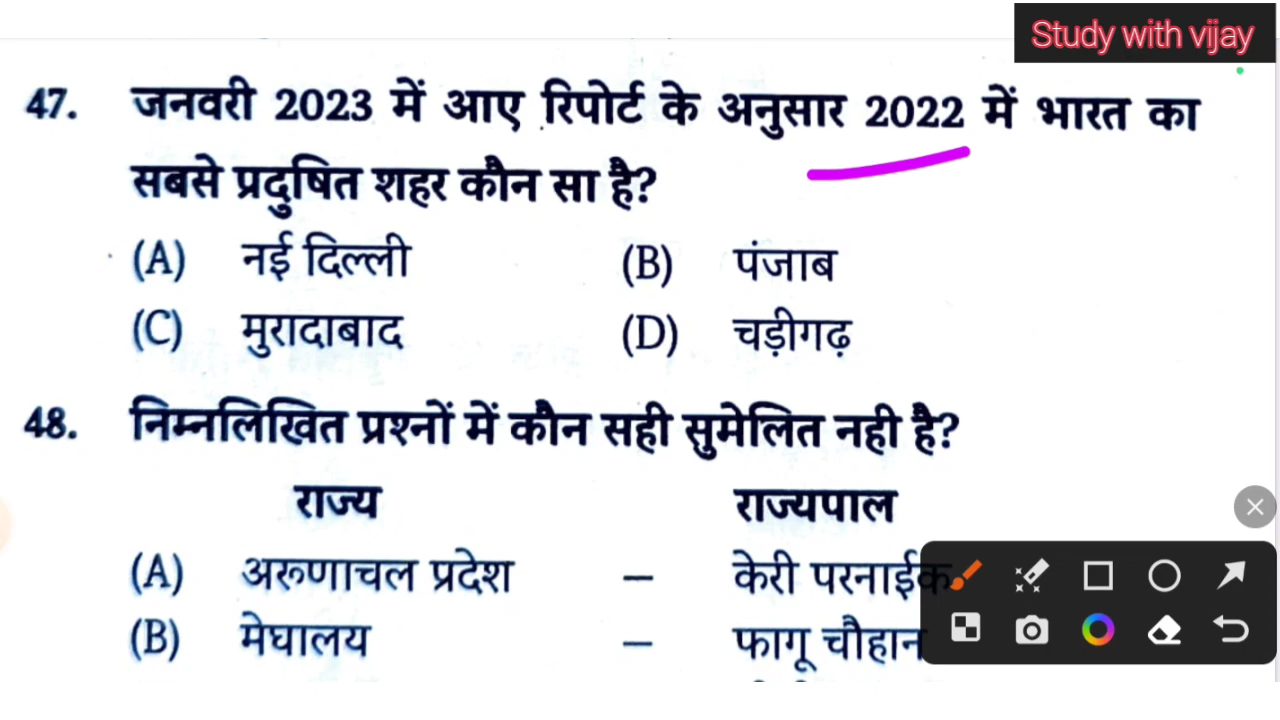 Study with vijay
47. जनवरी 2023 में आए रिपोर्ट के अनुसार 2022 में भारत का
सबसे प्रदुषित शहर कौन सा है?
(A) नई दिल्ली (B) पंजाब
(C) मुरादाबाद (D) चड़ीगढ़
48. निम्नलिखित प्रश्नों में कौन सही सुमेलित नही है?
राज्य राज्यपाल
(A) अरुणाचल प्रदेश – केरी परनाईक
(B) मेघालय – फागू चौहान